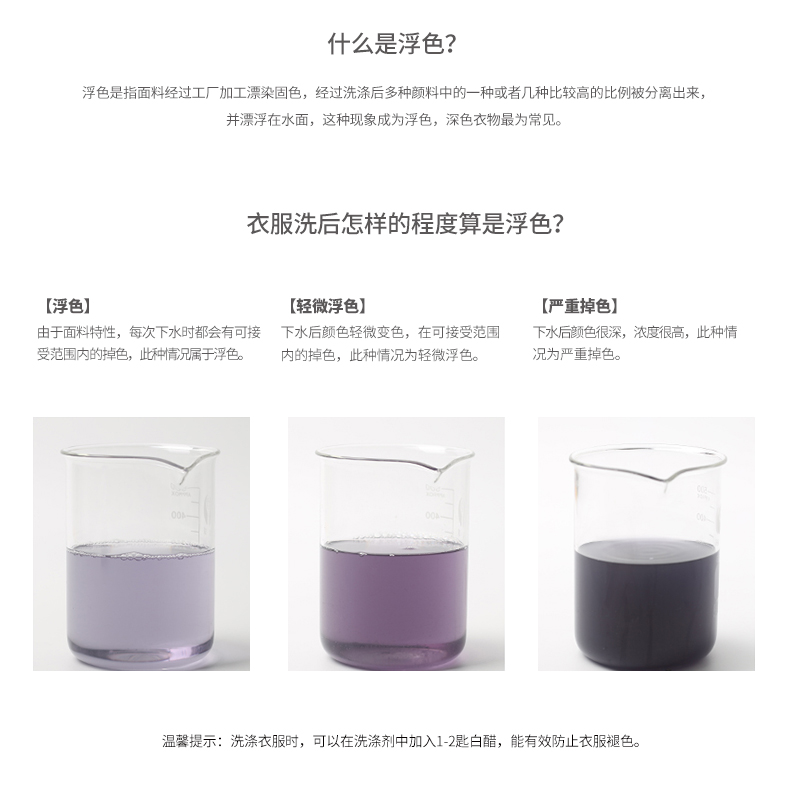 什么是浮色？
浮色是指面料经过工厂加工漂染固色，经过洗涤后多种颜料中的一种或者几种比较高的比例被分离出来，
并漂浮在水面，这种现象成为浮色，深色衣物最为常见。
衣服洗后怎样的程度算是浮色？
【浮色】
由于面料特性，每次下水时都会有可接
受范围内的掉色，此种情况属于浮色。
【轻微浮色】
下水后颜色轻微变色，在可接受范围
内的掉色，此种情况为轻微浮色。
【严重掉色】
下水后颜色很深，浓度很高，此种情
况为严重掉色。
400
400
温馨提示：洗涤衣服时，可以在洗涤剂中加入1-2匙白醋，能有效防止衣服褪色。